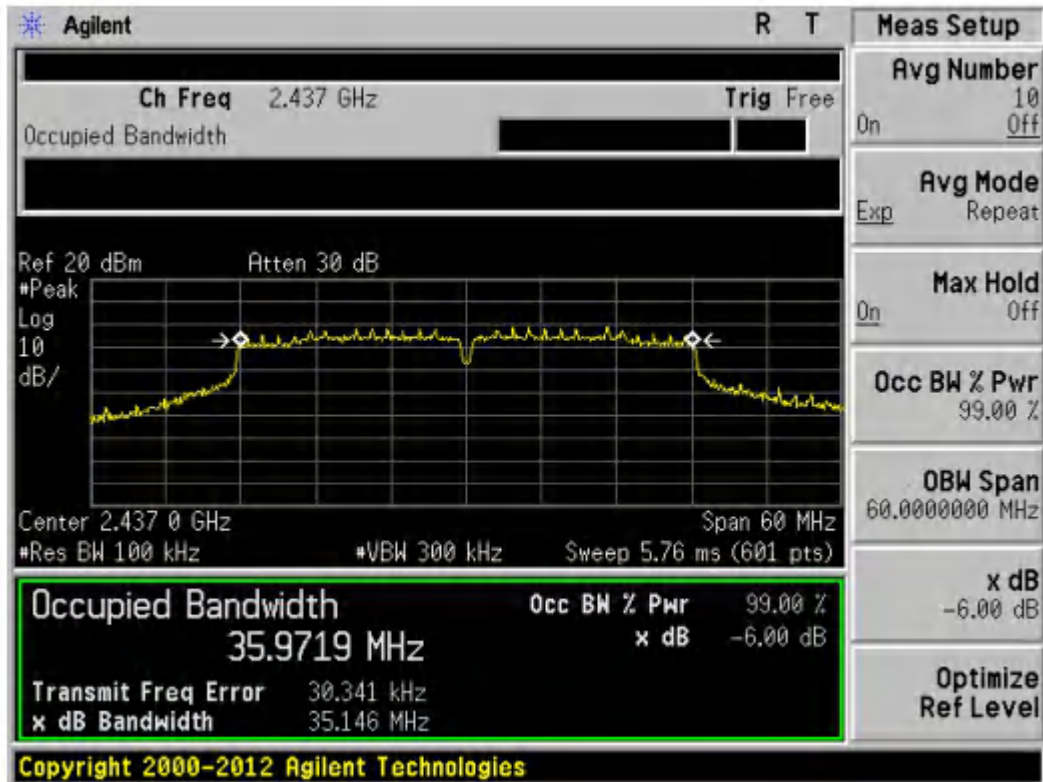 Agilent R T
Ch Freq 2.437 GHz Trig Free
Occupied Bandwidth
Ref 20 dBm Atten 30 dB
#Peak
Log
10
dB/
Center 2.437 0 GHz Span 60 MHz
#Res BW 100 kHz #VBW 300 kHz Sweep 5.76 ms (601 pts)
Occupied Bandwidth Occ BW % Pwr 99.00 %
35.9719 MHz x dB -6.00 dB
Transmit Freq Error 30.341 kHz
x dB Bandwidth 35.146 MHz
Copyright 2000-2012 Agilent Technologies
Meas Setup
Avg Number
10
On Off
Avg Mode
Exp Repeat
Max Hold
On Off
Occ BW % Pwr
99.00 %
OBW Span
60.0000000 MHz
x dB
-6.00 dB
Optimize
Ref Level